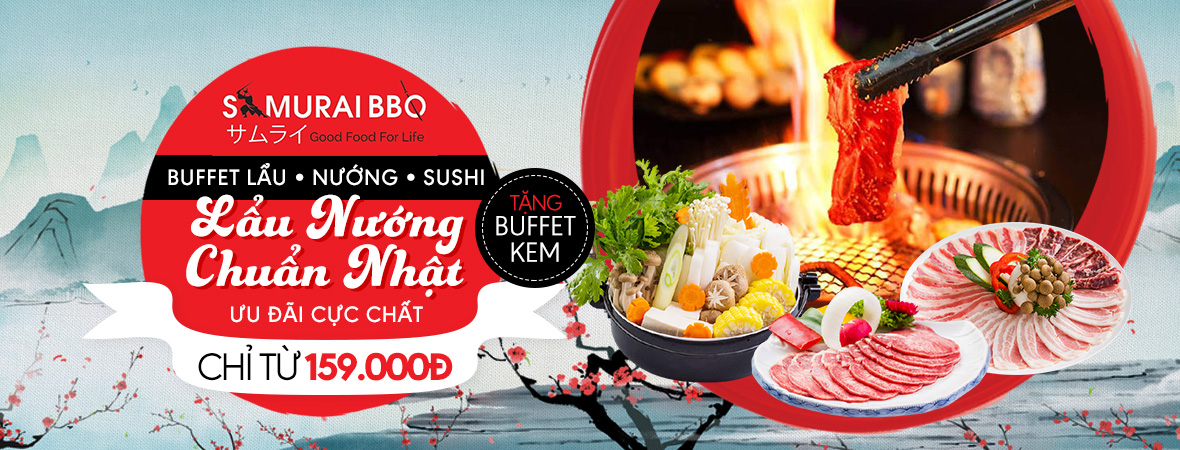 SAMURAI BBQ
サムライ Good Food For Life
BUFFET LẨU • NƯỚNG • SUSHI
Lẩu Nướng
Chuẩn Nhật
ƯU ĐÃI CỰC CHẤT
CHỈ TỪ 159.000Đ
TẶNG
BUFFET
KEM